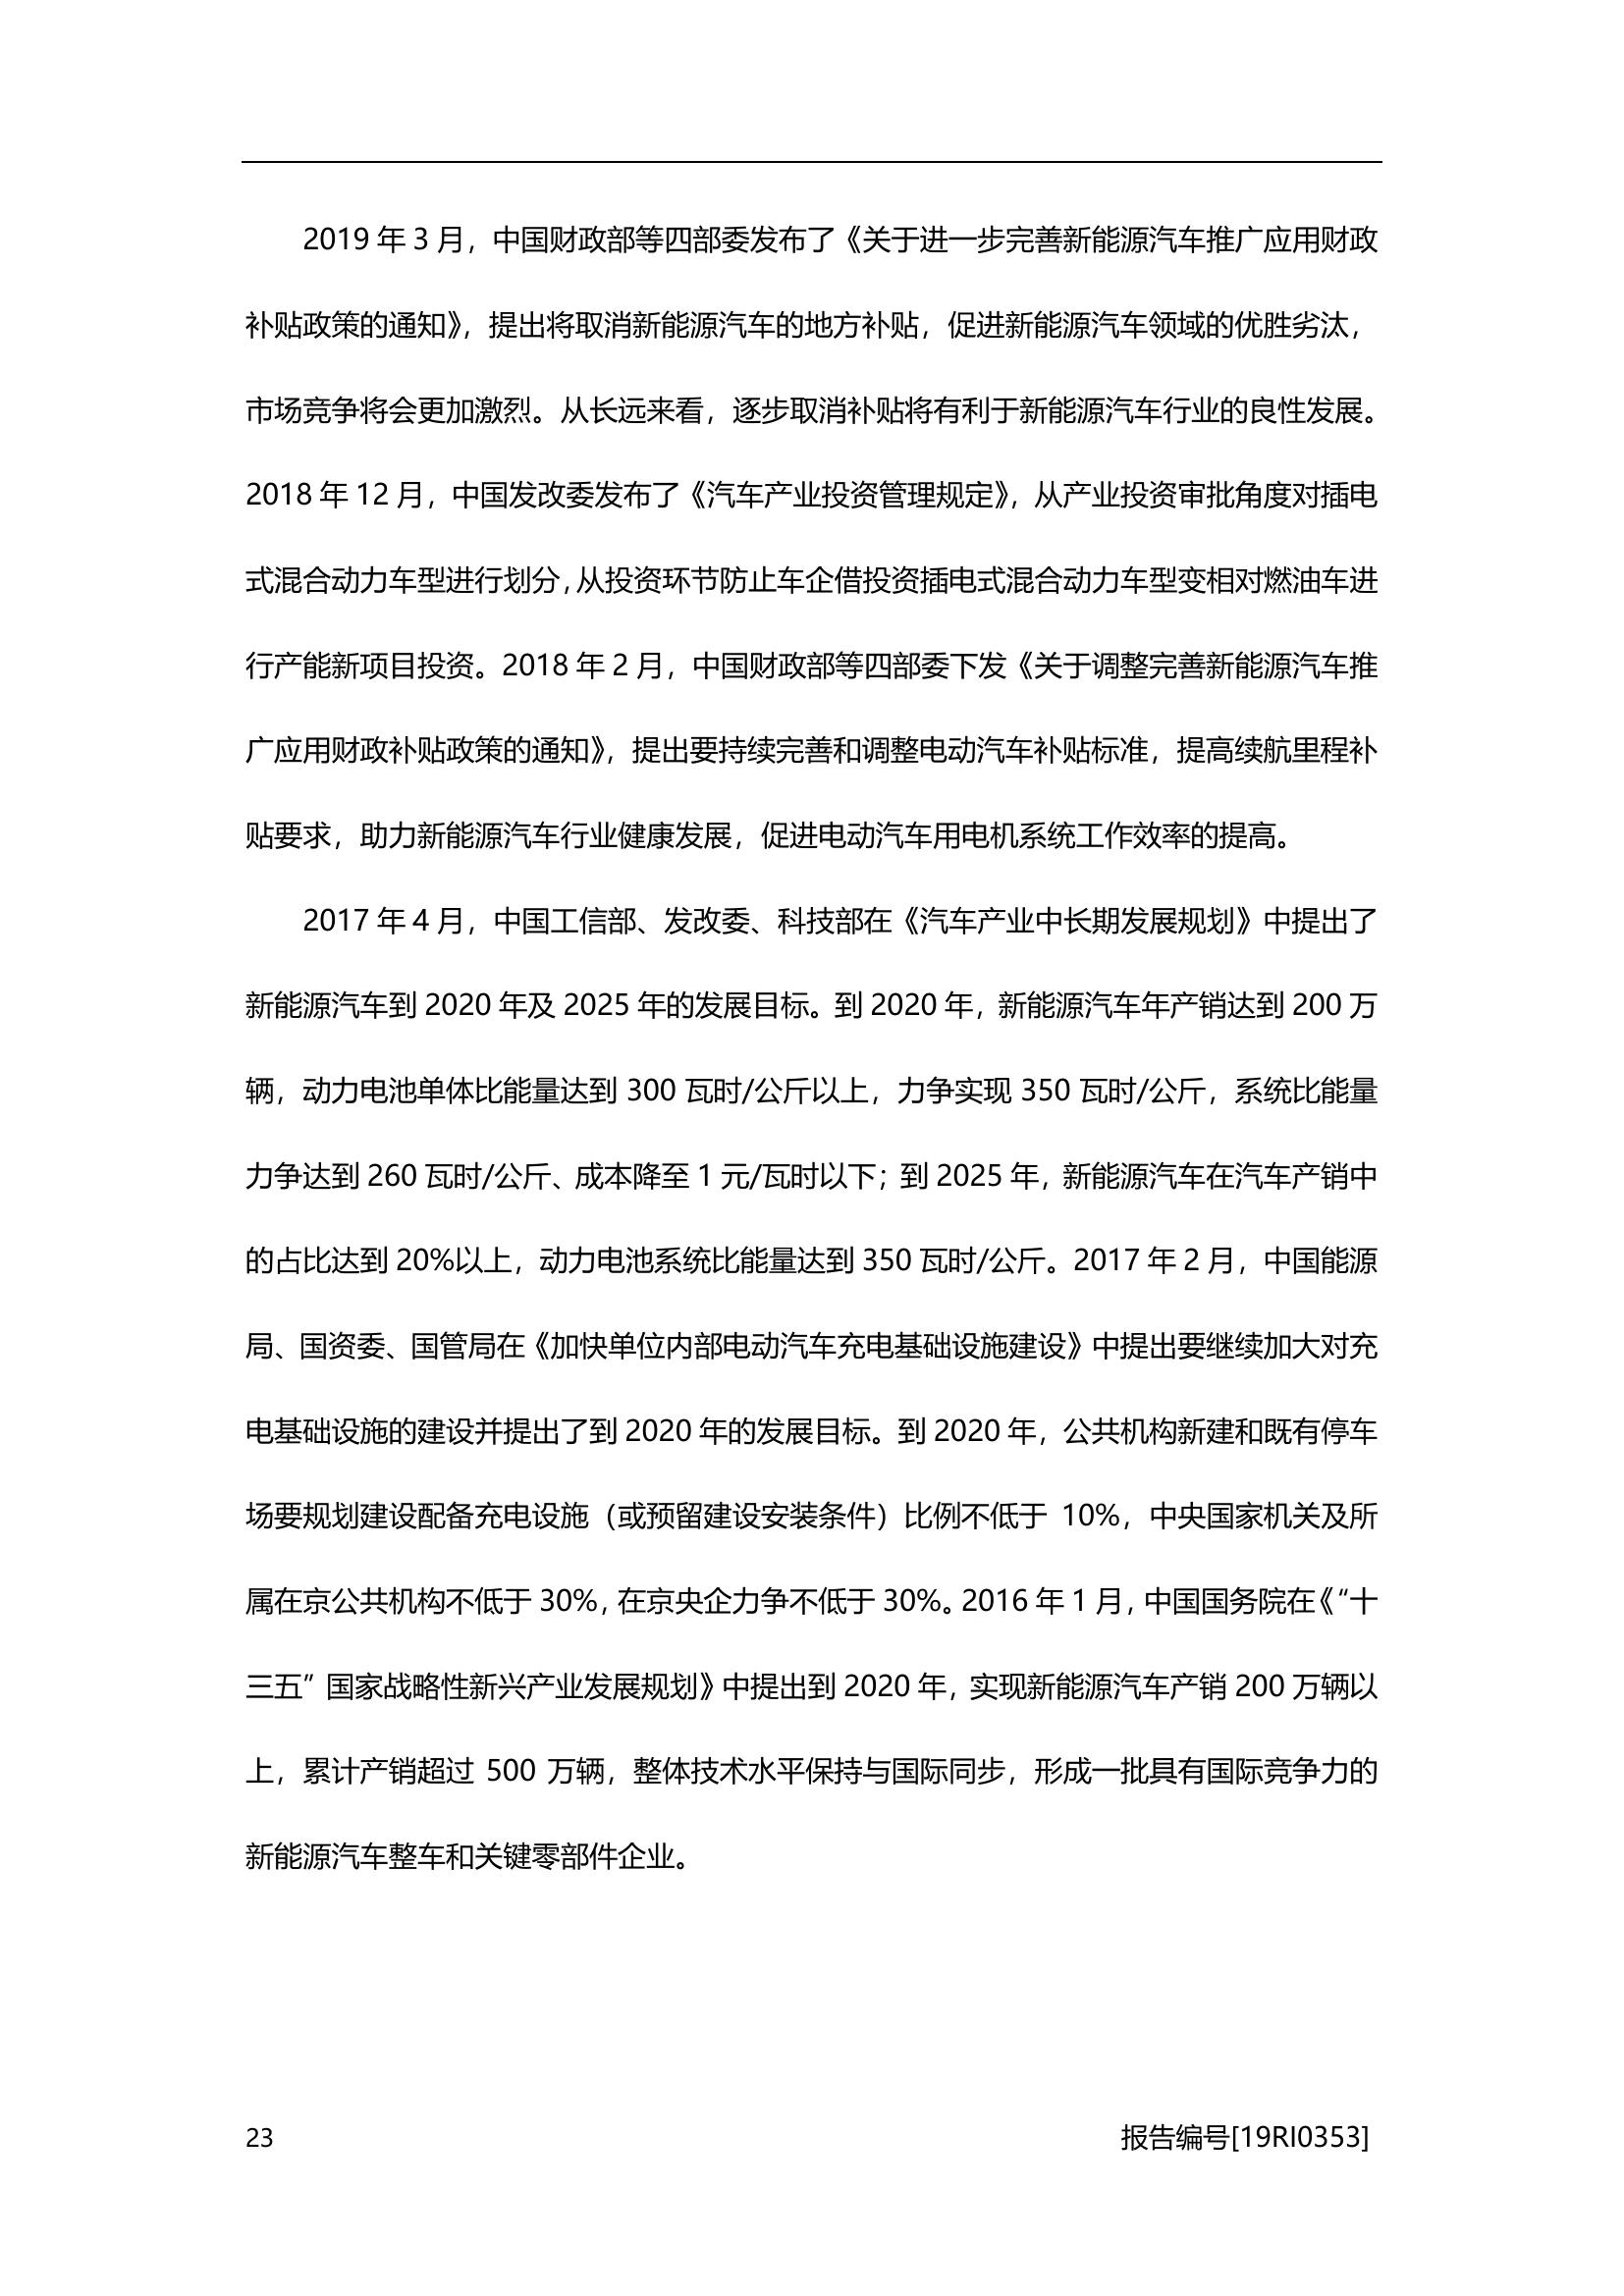 2019 年 3 月，中国财政部等四部委发布了《关于进一步完善新能源汽车推广应用财政
补贴政策的通知》，提出将取消新能源汽车的地方补贴，促进新能源汽车领域的优胜劣汰，
市场竞争将会更加激烈。从长远来看，逐步取消补贴将有利于新能源汽车行业的良性发展。
2018 年 12 月，中国发改委发布了《汽车产业投资管理规定》，从产业投资审批角度对插电
式混合动力车型进行划分，从投资环节防止车企借投资插电式混合动力车型变相对燃油车进
行产能新项目投资。2018 年 2 月，中国财政部等四部委下发《关于调整完善新能源汽车推
广应用财政补贴政策的通知》，提出要持续完善和调整电动汽车补贴标准，提高续航里程补
贴要求，助力新能源汽车行业健康发展，促进电动汽车用电机系统工作效率的提高。
2017 年 4 月，中国工信部、发改委、科技部在《汽车产业中长期发展规划》中提出了
新能源汽车到 2020 年及 2025 年的发展目标。到 2020 年，新能源汽车年产销达到 200 万
辆，动力电池单体比能量达到 300 瓦时/公斤以上，力争实现 350 瓦时/公斤，系统比能量
力争达到 260 瓦时/公斤、成本降至 1 元/瓦时以下；到 2025 年，新能源汽车在汽车产销中
的占比达到 20%以上，动力电池系统比能量达到 350 瓦时/公斤。2017 年 2 月，中国能源
局、国资委、国管局在《加快单位内部电动汽车充电基础设施建设》中提出要继续加大对充
电基础设施的建设并提出了到 2020 年的发展目标。到 2020 年，公共机构新建和既有停车
场要规划建设配备充电设施（或预留建设安装条件）比例不低于 10%，中央国家机关及所
属在京公共机构不低于 30%，在京央企力争不低于 30%。2016 年 1 月，中国国务院在《“十
三五”国家战略性新兴产业发展规划》中提出到 2020 年，实现新能源汽车产销 200 万辆以
上，累计产销超过 500 万辆，整体技术水平保持与国际同步，形成一批具有国际竞争力的
新能源汽车整车和关键零部件企业。
23 报告编号[19RI0353]